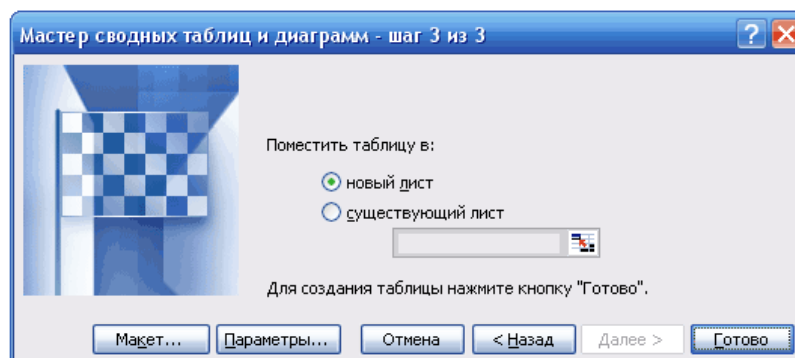 Мастер сводных таблиц и диаграмм - шаг 3 из 3
Поместить таблицу в:
новый лист
существующий лист
Для создания таблицы нажмите кнопку "Готово".
Макет... Параметры... Отмена < Назад Далее > Готово